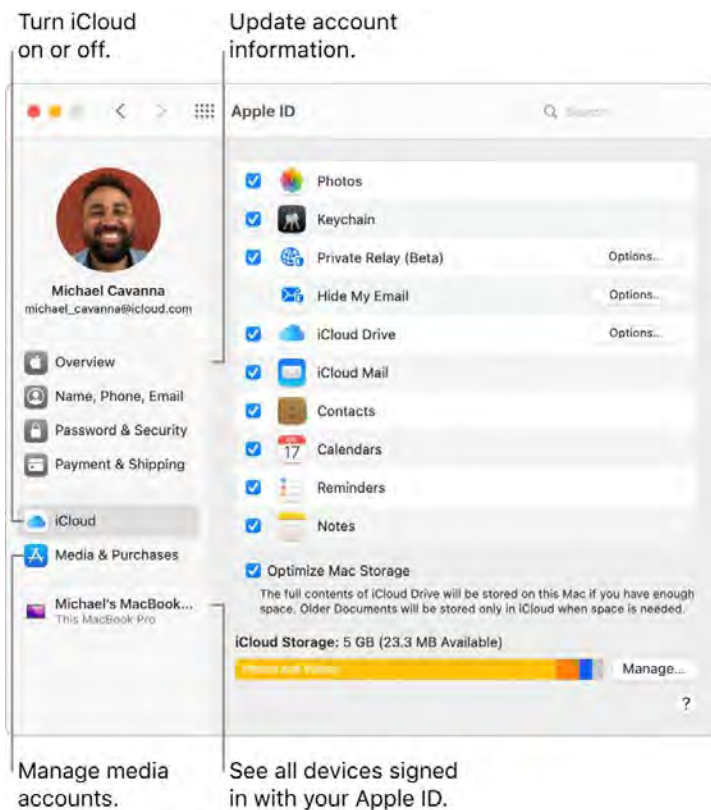 Turn iCloud
on or off.
Update account
information.
Apple ID
Search
Michael Cavanna
michael_cavanna@icloud.com
Overview
Name, Phone, Email
Password & Security
Payment & Shipping
iCloud
Media & Purchases
Michael's MacBook...
This MacBook Pro
Photos
Keychain
Private Relay (Beta)
Options...
Hide My Email
Options...
iCloud Drive
Options...
iCloud Mail
Contacts
17
Calendars
Reminders
Notes
Optimize Mac Storage
The full contents of iCloud Drive will be stored on this Mac if you have enough
space. Older Documents will be stored only in iCloud when space is needed.
iCloud Storage: 5 GB (23.3 MB Available)
Photos and Videos
Manage...
?
Manage media
accounts.
See all devices signed
in with your Apple ID.